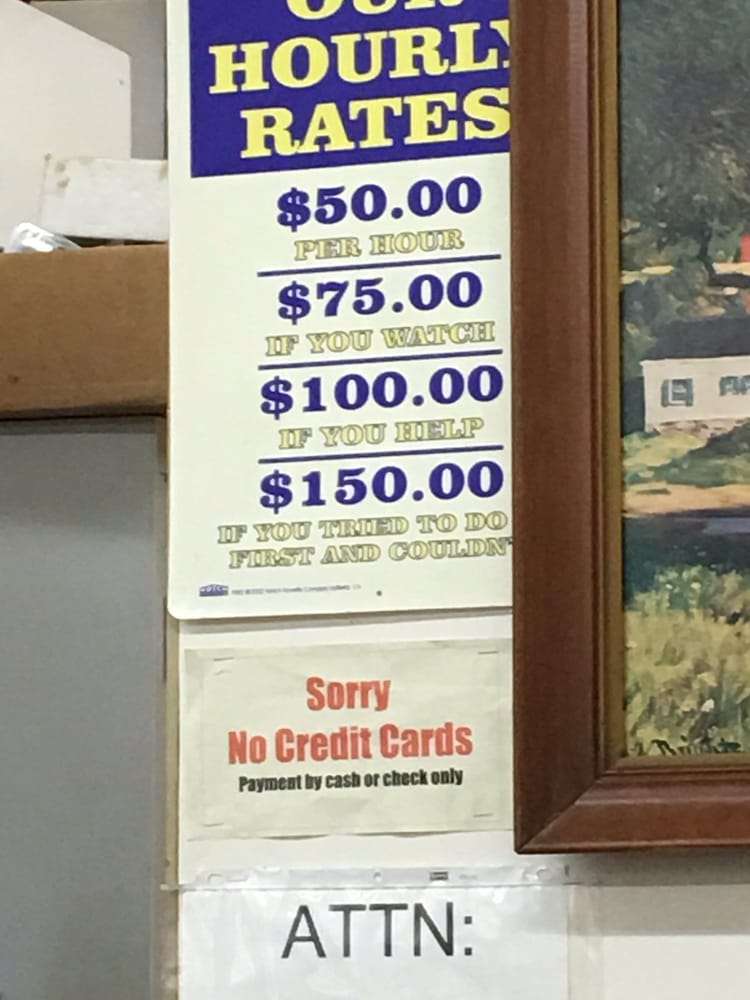 OUR
HOURLY
RATES
$50.00
PER HOUR
$75.00
IF YOU WATCH
$100.00
IF YOU HELP
$150.00
IF YOU TRIED TO DO
FIRST AND COULDN'
Sorry
No Credit Cards
Payment by cash or check only
ATTN: